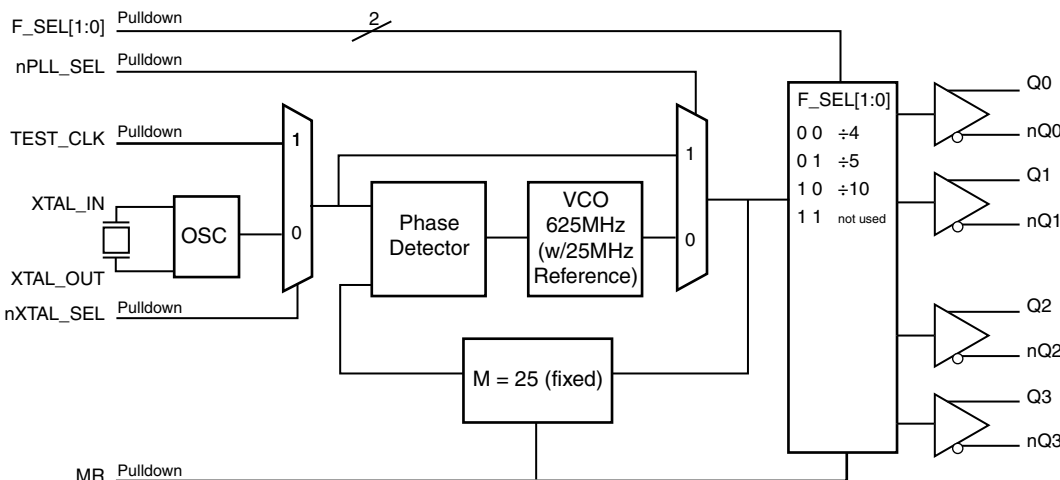 F_SEL[1:0] Pulldown 2
nPLL_SEL Pulldown
TEST_CLK Pulldown
1
0
XTAL_IN
OSC
XTAL_OUT
nXTAL_SEL Pulldown
Phase
Detector
VCO
625MHz
(w/25MHz
Reference)
1
0
M = 25 (fixed)
MR Pulldown
F_SEL[1:0]
0 0 ÷4
0 1 ÷5
1 0 ÷10
1 1 not used
Q0
nQ0
Q1
nQ1
Q2
nQ2
Q3
nQ3